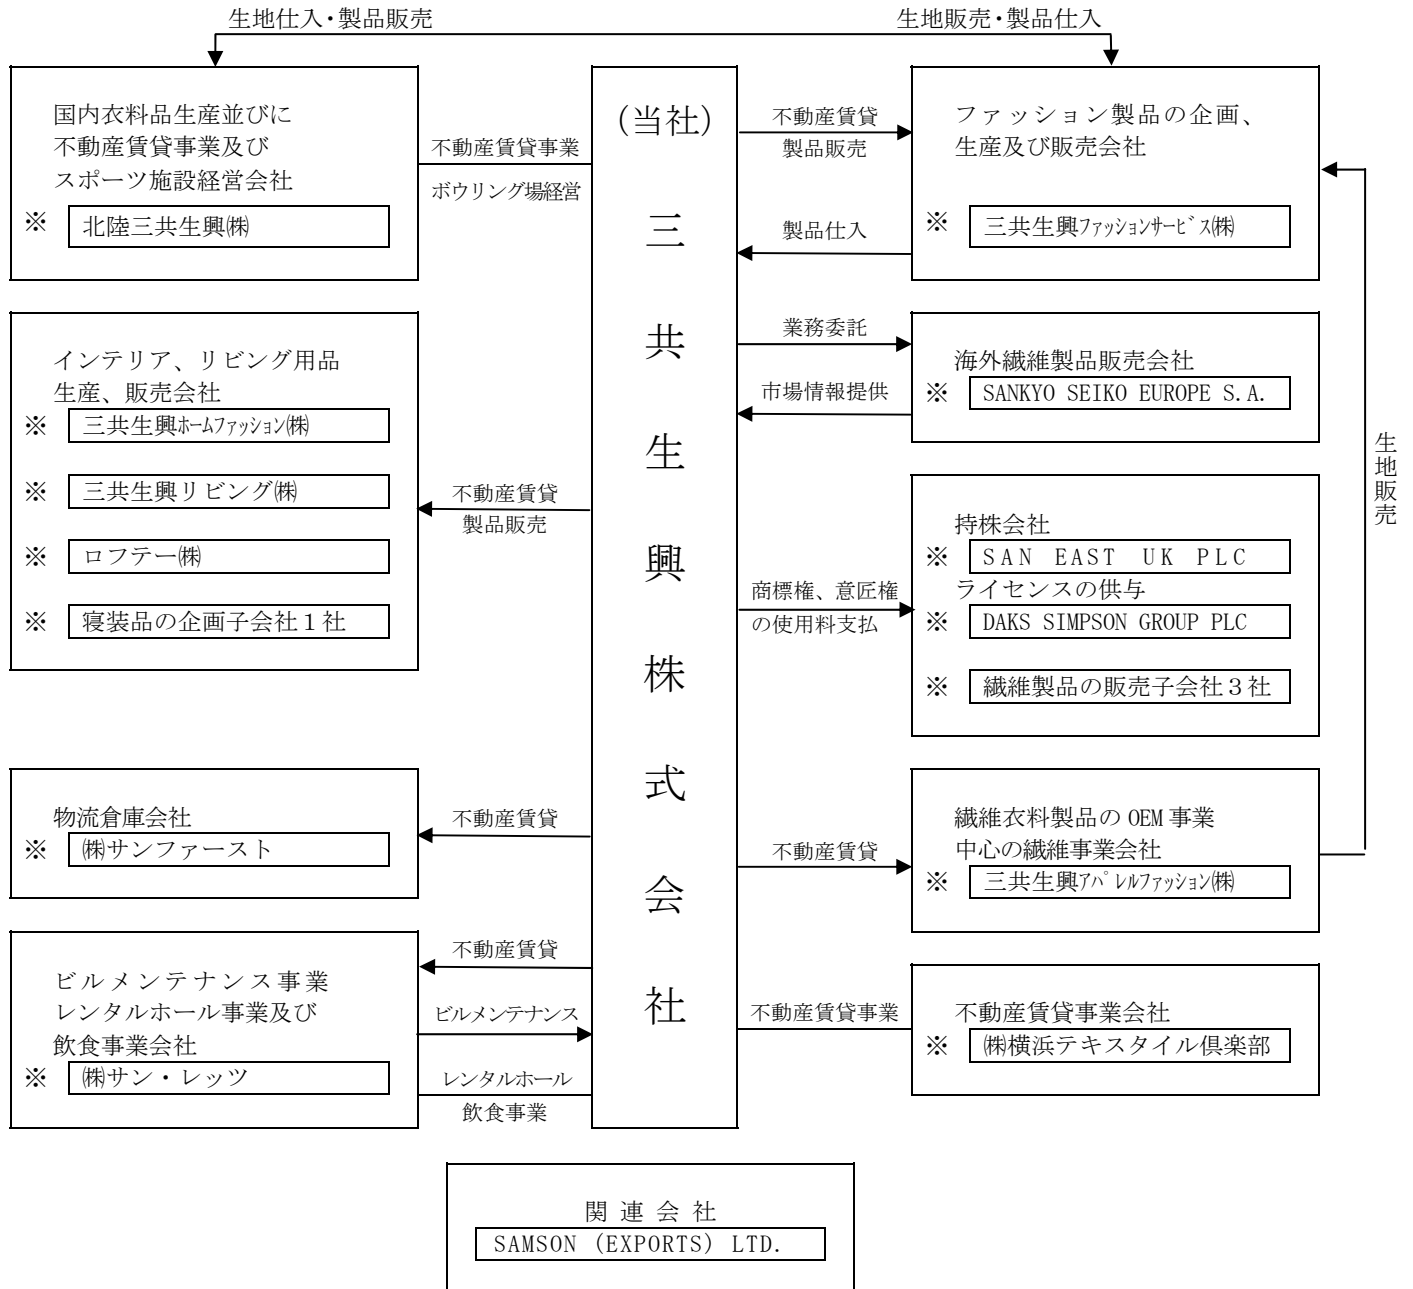 生地仕入・製品販売
生地販売・製品仕入
国内衣料品生産並びに
不動産賃貸事業及び
スポーツ施設経営会社
※ 北陸三共生興㈱
不動産賃貸事業
ボウリング場経営
インテリア、リビング用品
生産、販売会社
※ 三共生興ホームファッション㈱
※ 三共生興リビング㈱
※ ロフテー㈱
※ 寝装品の企画子会社1社
不動産賃貸
製品販売
物流倉庫会社
※ ㈱サンファースト
不動産賃貸
ビルメンテナンス事業
レンタルホール事業及び
飲食事業会社
※ ㈱サン・レッツ
不動産賃貸
ビルメンテナンス
レンタルホール
飲食事業
(当社)
三共生興株式会社
不動産賃貸
製品販売
製品仕入
ファッション製品の企画、
生産及び販売会社
※ 三共生興ファッションサービス㈱
業務委託
市場情報提供
海外繊維製品販売会社
※ SANKYO SEIKO EUROPE S.A.
商標権、意匠権
の使用料支払
持株会社
※ SAN EAST UK PLC
ライセンスの供与
※ DAKS SIMPSON GROUP PLC
※ 繊維製品の販売子会社3社
不動産賃貸
繊維衣料製品のOEM事業
中心の繊維事業会社
※ 三共生興アパレルファッション㈱
生地販売
不動産賃貸事業
不動産賃貸事業会社
※ ㈱横浜テキスタイル倶楽部
関連会社
SAMSON (EXPORTS) LTD.